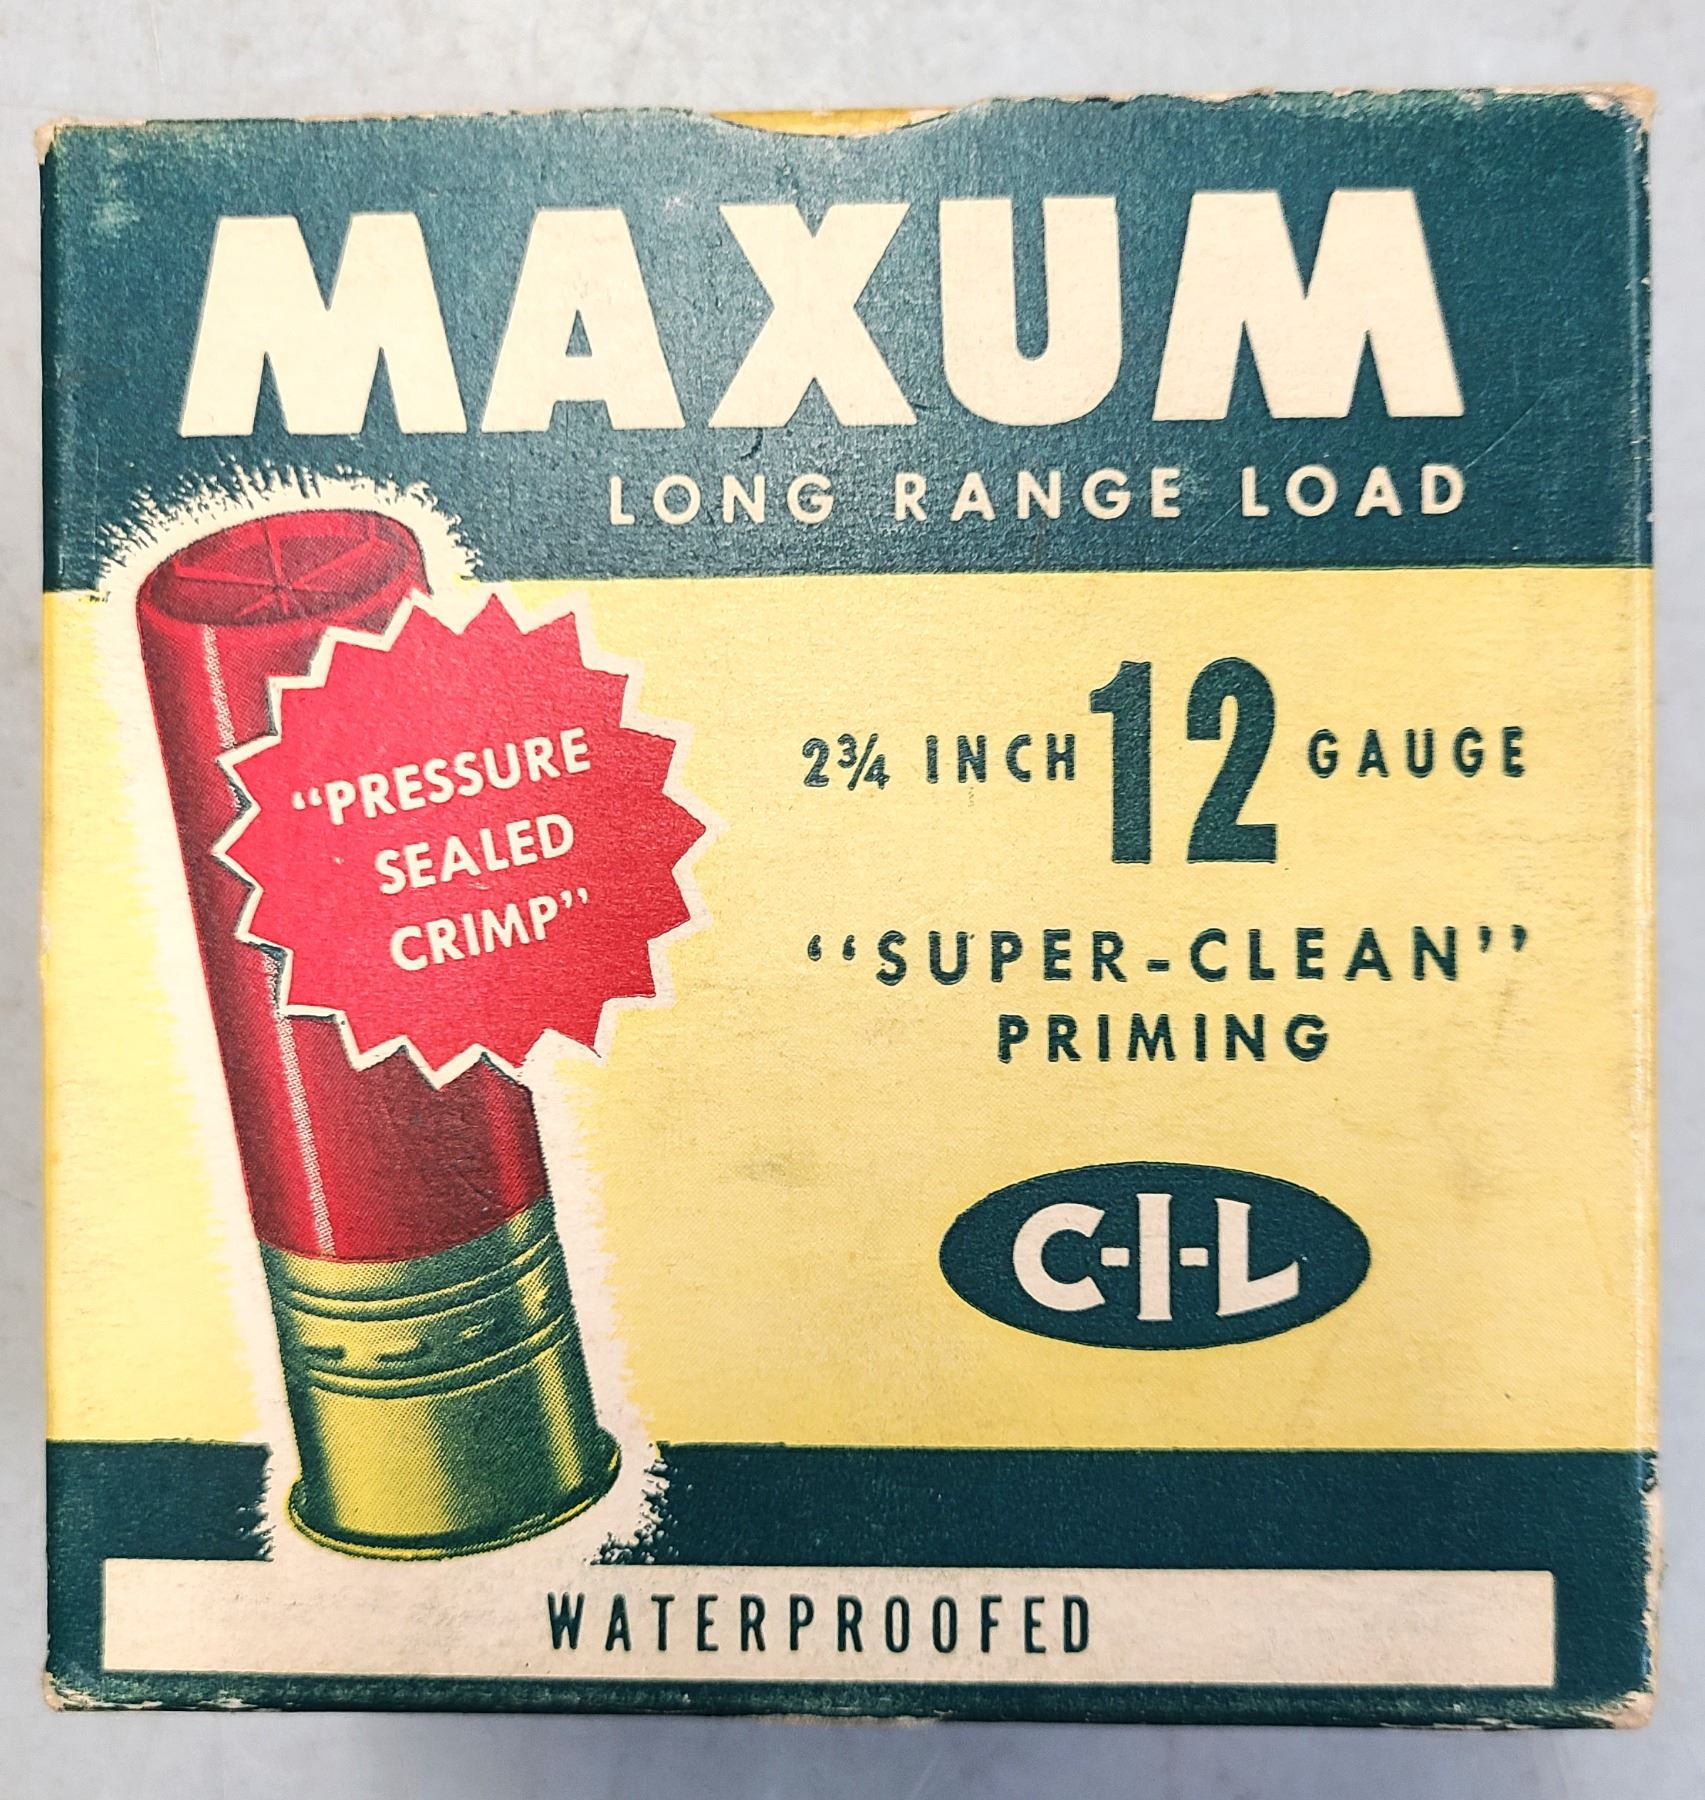 MAXUM
LONG RANGE LOAD
“PRESSURE
SEALED
CRIMP”
2¾ INCH 12 GAUGE
“SUPER-CLEAN”
PRIMING
C-I-L
WATERPROOFED